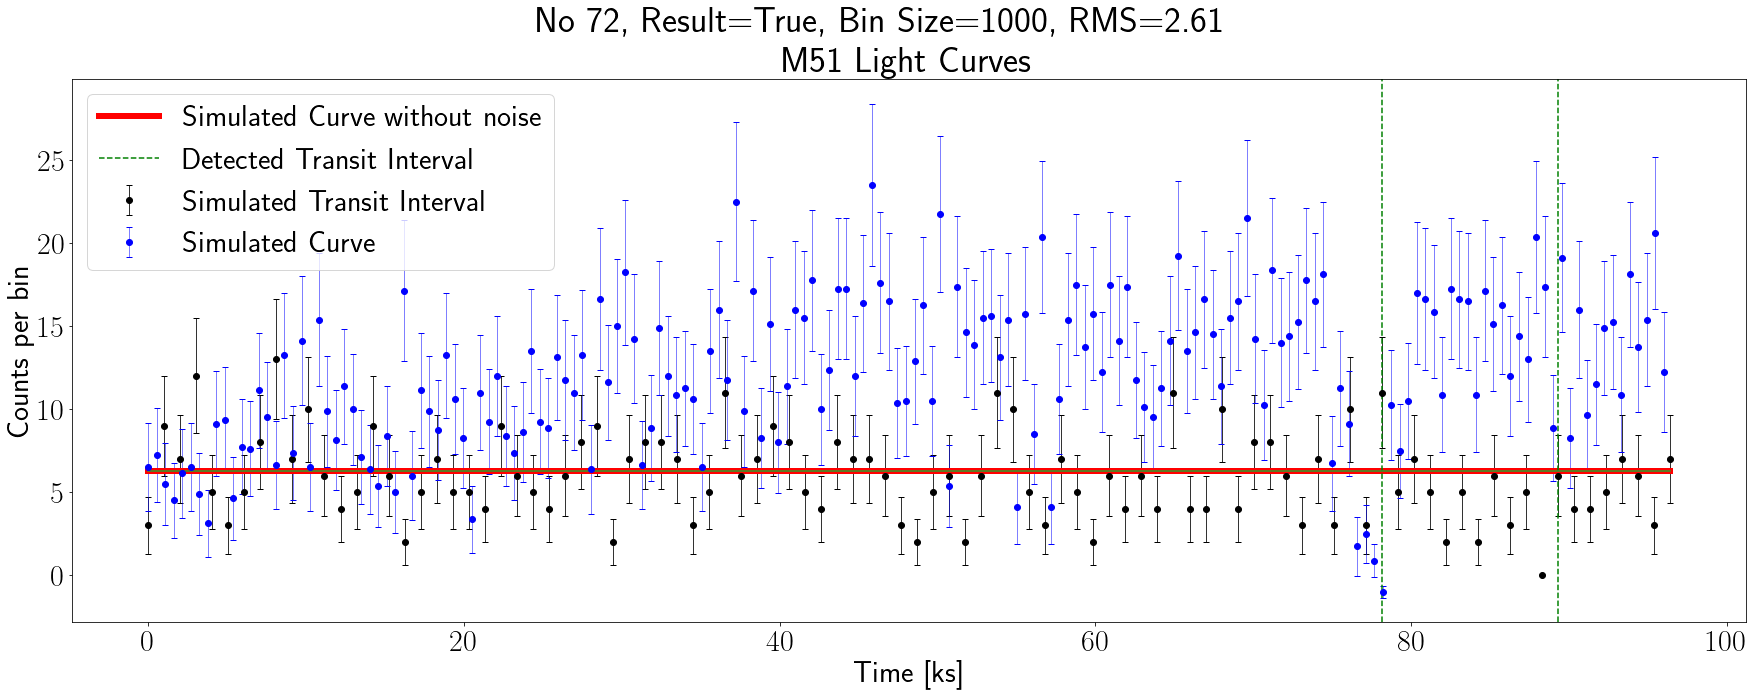 No 72, Result=True, Bin Size=1000, RMS=2.61
M51 Light Curves
Simulated Curve without noise
Detected Transit Interval
Simulated Transit Interval
Simulated Curve
Counts per bin
25
20
15
10
5
0
0 20 40 60 80 100
Time [ks]